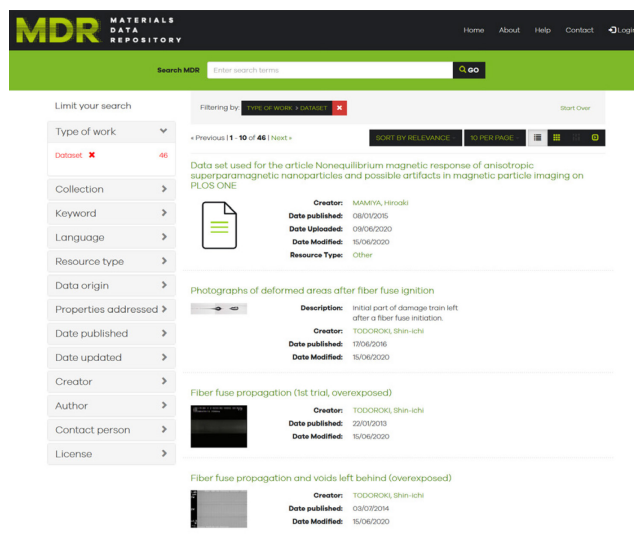 MDR MATERIALS
DATA
REPOSITORY
Home About Help Contact Login
Search MDR Enter search terms GO
Limit your search
Type of work
Dataset ✖ 46
Collection
Keyword
Language
Resource type
Data origin
Properties addressed
Date published
Date updated
Creator
Author
Contact person
License
Filtering by: TYPE OF WORK » DATASET ✖ Start Over
« Previous | 1 - 10 of 46 | Next » SORT BY RELEVANCE 10 PER PAGE
Data set used for the article Nonequilibrium magnetic response of anisotropic
superparamagnetic nanoparticles and possible artifacts in magnetic particle imaging on
PLOS ONE
Creator: MAMIYA, Hiroaki
Date published: 08/01/2015
Date Uploaded: 09/06/2020
Date Modified: 15/06/2020
Resource Type: Other
Photographs of deformed areas after fiber fuse ignition
Description: Initial part of damage train left
after a fiber fuse initiation.
Creator: TODOROKI, Shin-ichi
Date published: 17/06/2016
Date Modified: 15/06/2020
Fiber fuse propagation (1st trial, overexposed)
Creator: TODOROKI, Shin-ichi
Date published: 22/01/2013
Date Modified: 15/06/2020
Fiber fuse propagation and voids left behind (overexposed)
Creator: TODOROKI, Shin-ichi
Date published: 03/07/2014
Date Modified: 15/06/2020